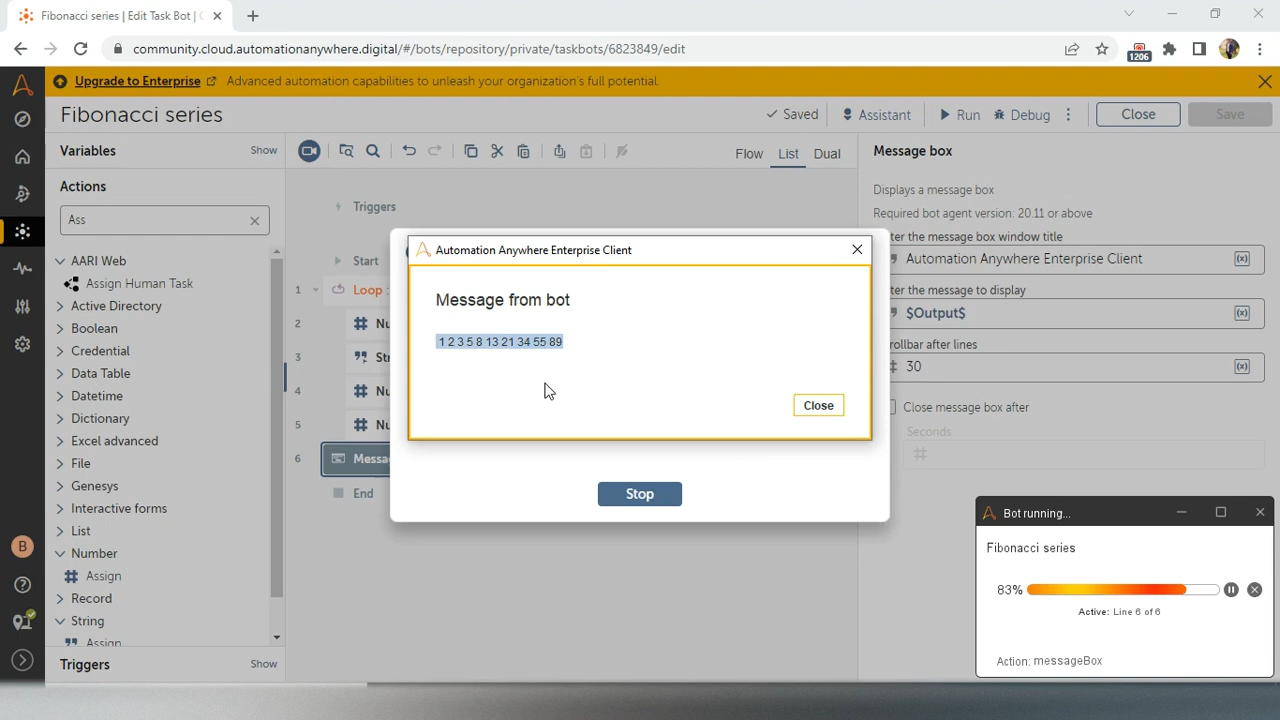 Fibonacci series | Edit Task Bot | C
community.cloud.automationanywhere.digital/#/bots/repository/private/taskbots/6823849/edit
1206
Upgrade to Enterprise Advanced automation capabilities to unleash your organization's full potential.
Fibonacci series
Saved
Assistant
Run
Debug
Close
Save
Variables
Show
Actions
Ass
AARI Web
Assign Human Task
Active Directory
Boolean
Credential
Data Table
Datetime
Dictionary
Excel advanced
File
Genesys
Interactive forms
List
Number
Assign
Record
String
Assign
Triggers
Show
Flow
List
Dual
Triggers
Start
1 Loop :
2 Nu
3 Str
4 Nu
5 Nu
6 Messa
End
Automation Anywhere Enterprise Client
Message from bot
1 2 3 5 8 13 21 34 55 89
Close
Stop
Message box
Displays a message box
Required bot agent version: 20.11 or above
ter the message box window title
Automation Anywhere Enterprise Client
(x)
ter the message to display
$Output$
(x)
rollbar after lines
30
(x)
Close message box after
Seconds
Bot running...
Fibonacci series
83%
Active: Line 6 of 6
Action: messageBox
B